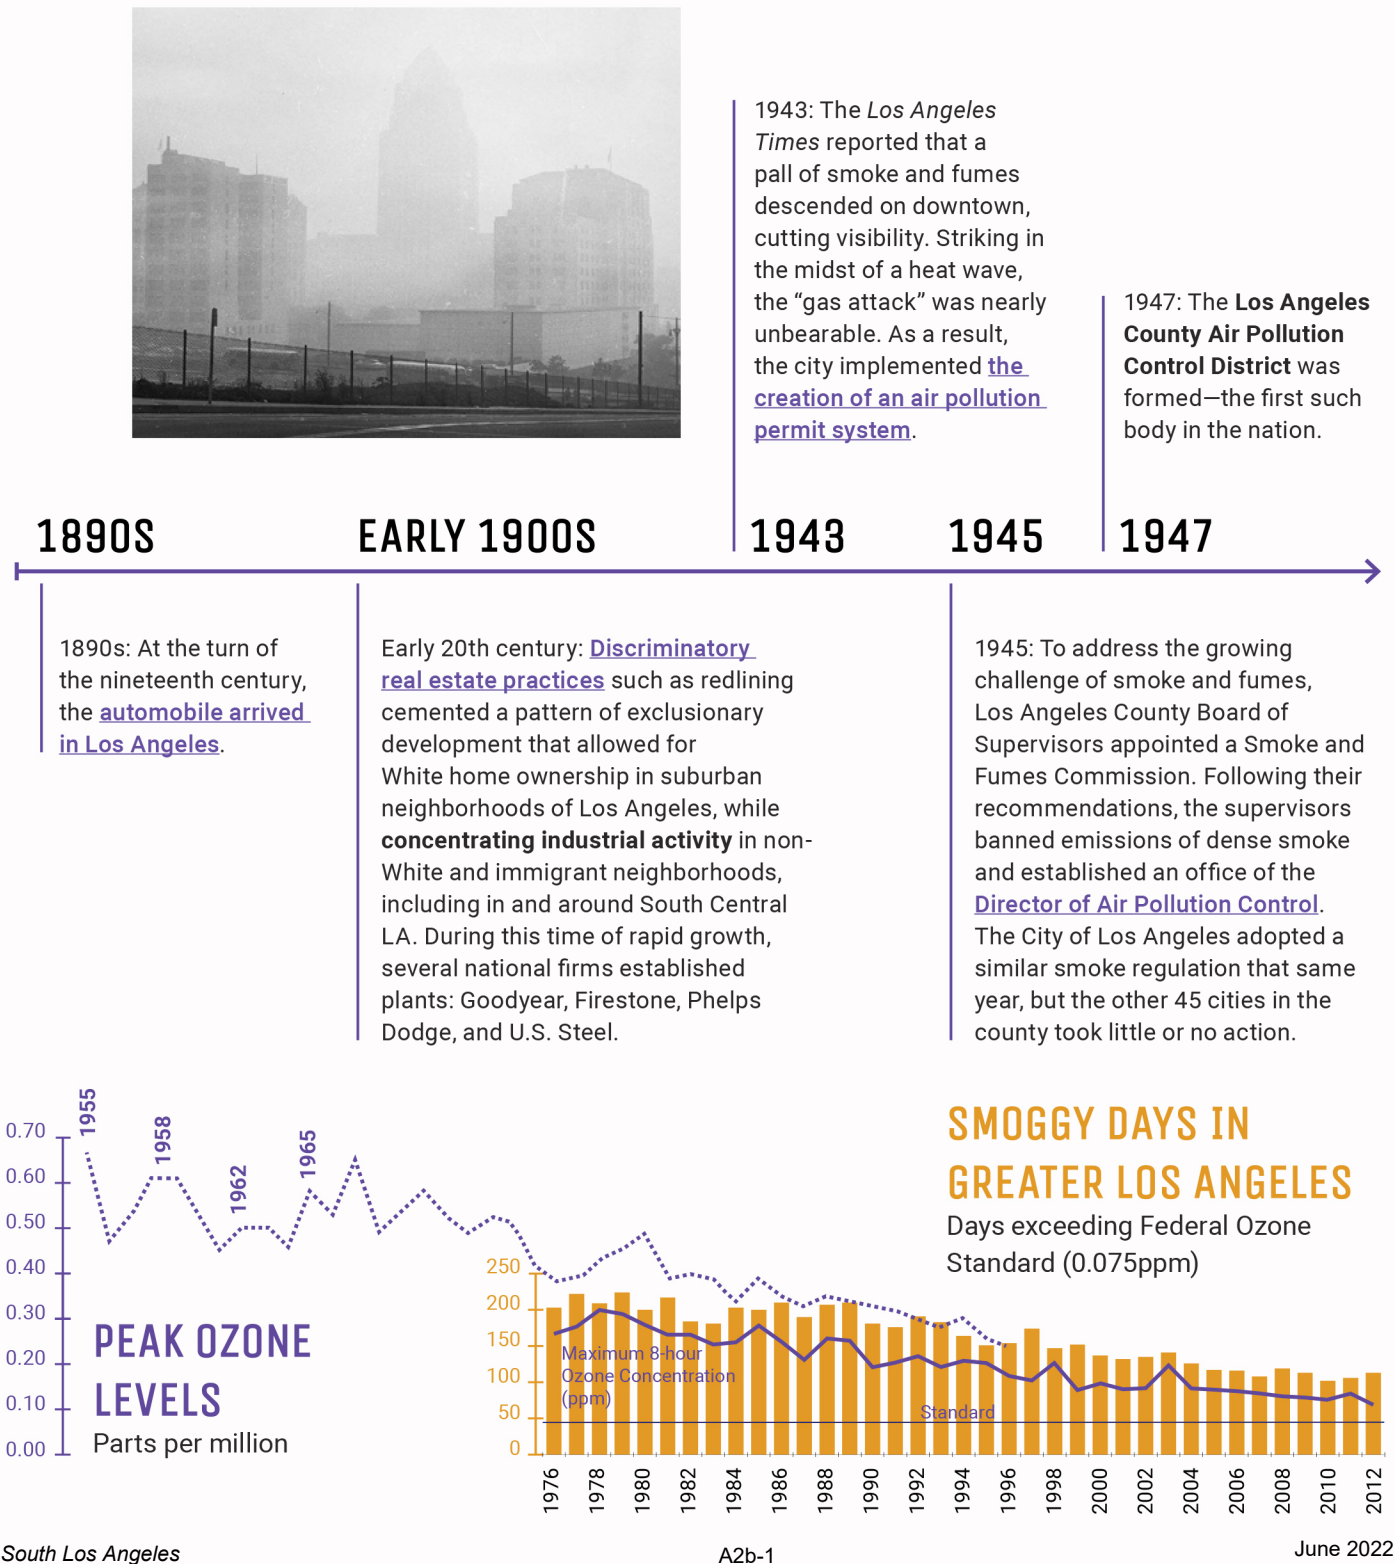 1943: The Los Angeles
Times reported that a
pall of smoke and fumes
descended on downtown,
cutting visibility. Striking in
the midst of a heat wave,
the “gas attack” was nearly
unbearable. As a result,
the city implemented the
creation of an air pollution
permit system.
1947: The Los Angeles
County Air Pollution
Control District was
formed—the first such
body in the nation.
1890S
EARLY 1900S
1943
1945
1947
1890s: At the turn of
the nineteenth century,
the automobile arrived
in Los Angeles.
Early 20th century: Discriminatory
real estate practices such as redlining
cemented a pattern of exclusionary
development that allowed for
White home ownership in suburban
neighborhoods of Los Angeles, while
concentrating industrial activity in non-
White and immigrant neighborhoods,
including in and around South Central
LA. During this time of rapid growth,
several national firms established
plants: Goodyear, Firestone, Phelps
Dodge, and U.S. Steel.
1945: To address the growing
challenge of smoke and fumes,
Los Angeles County Board of
Supervisors appointed a Smoke and
Fumes Commission. Following their
recommendations, the supervisors
banned emissions of dense smoke
and established an office of the
Director of Air Pollution Control.
The City of Los Angeles adopted a
similar smoke regulation that same
year, but the other 45 cities in the
county took little or no action.
0.70
0.60
0.50
0.40
0.30
0.20
0.10
0.00
1955
1958
1962
1965
PEAK OZONE
LEVELS
Parts per million
SMOGGY DAYS IN
GREATER LOS ANGELES
Days exceeding Federal Ozone
Standard (0.075ppm)
250
200
150
100
50
0
Maximum 8-hour
Ozone Concentration
(ppm)
Standard
1976
1978
1980
1982
1984
1986
1988
1990
1992
1994
1996
1998
2000
2002
2004
2006
2008
2010
2012
South Los Angeles
A2b-1
June 2022